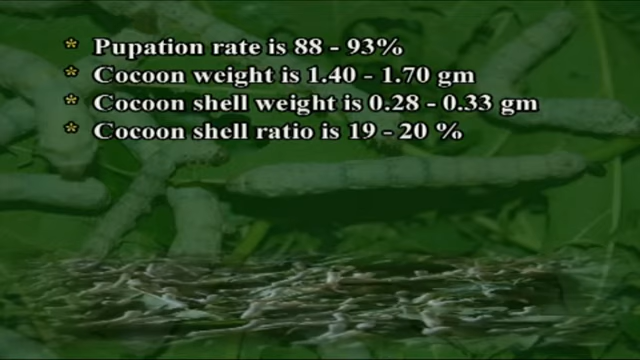 * Pupation rate is 88 - 93%
* Cocoon weight is 1.40 - 1.70 gm
* Cocoon shell weight is 0.28 - 0.33 gm
* Cocoon shell ratio is 19 - 20 %